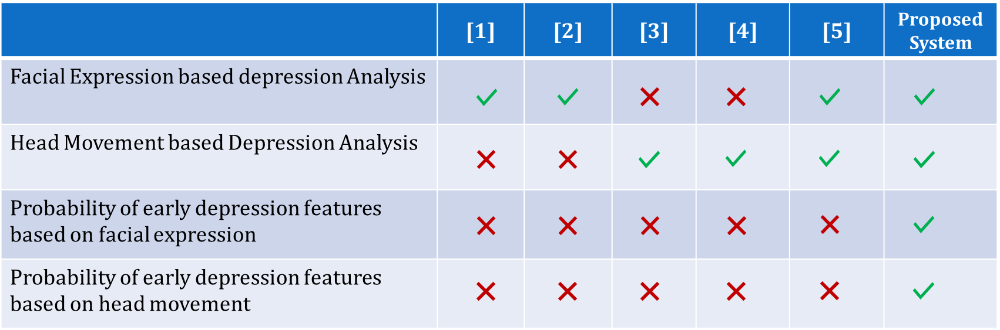 [1] [2] [3] [4] [5] Proposed
System
Facial Expression based depression Analysis
Head Movement based Depression Analysis
Probability of early depression features
based on facial expression
Probability of early depression features
based on head movement